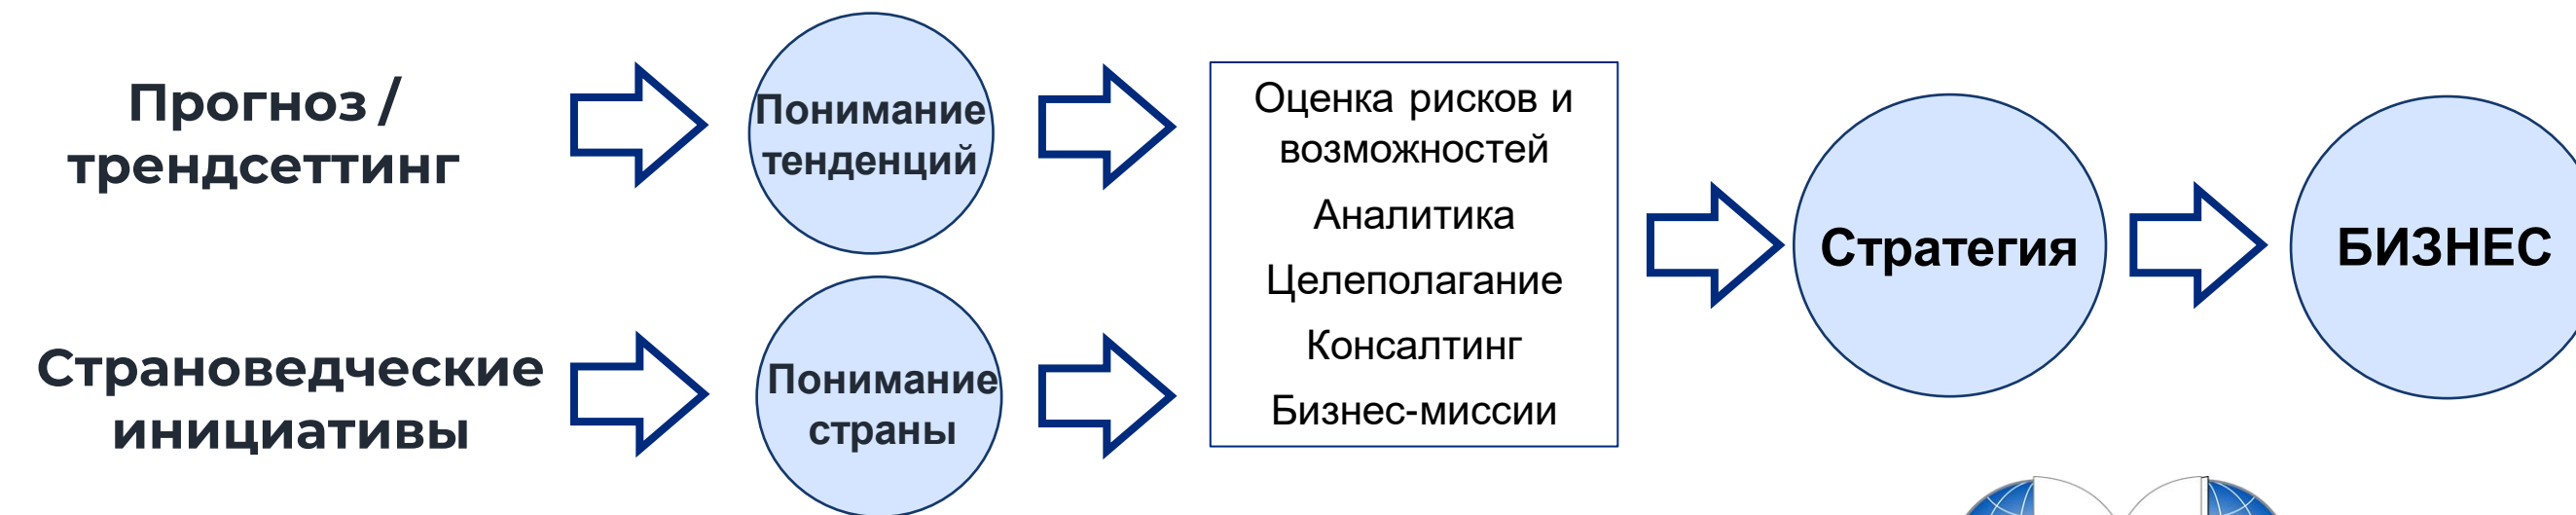 Прогноз /
трендсеттинг
Понимание
тенденций
Страноведческие
инициативы
Понимание
страны
Оценка рисков и
возможностей
Аналитика
Целеполагание
Консалтинг
Бизнес-миссии
Стратегия
БИЗНЕС